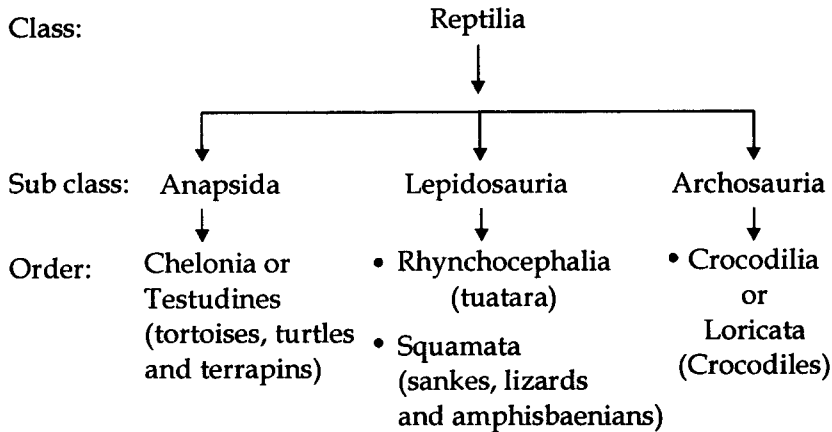 Class: Reptilia
Sub class: Anapsida Lepidosauria Archosauria
Order: Chelonia or
Testudines
(tortoises, turtles
and terrapins)
• Rhynchocephalia
(tuatara)
• Squamata
(sankes, lizards
and amphisbaenians)
• Crocodilia
or
Loricata
(Crocodiles)